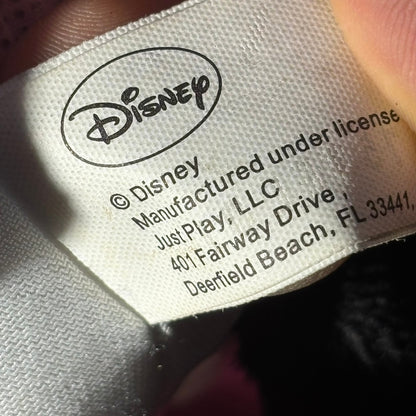 Disney
© Disney
Manufactured under license
Just Play, LLC
401 Fairway Drive ,
Deerfield Beach, FL 33441,